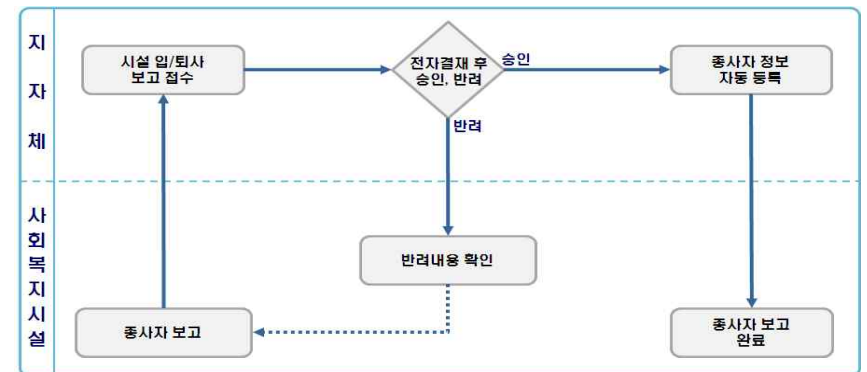 지자체
시설 입/퇴사
보고 접수
전자결재 후
승인, 반려
승인
종사자 정보
자동 등록
반려
사회복지시설
반려내용 확인
종사자 보고
종사자 보고
완료